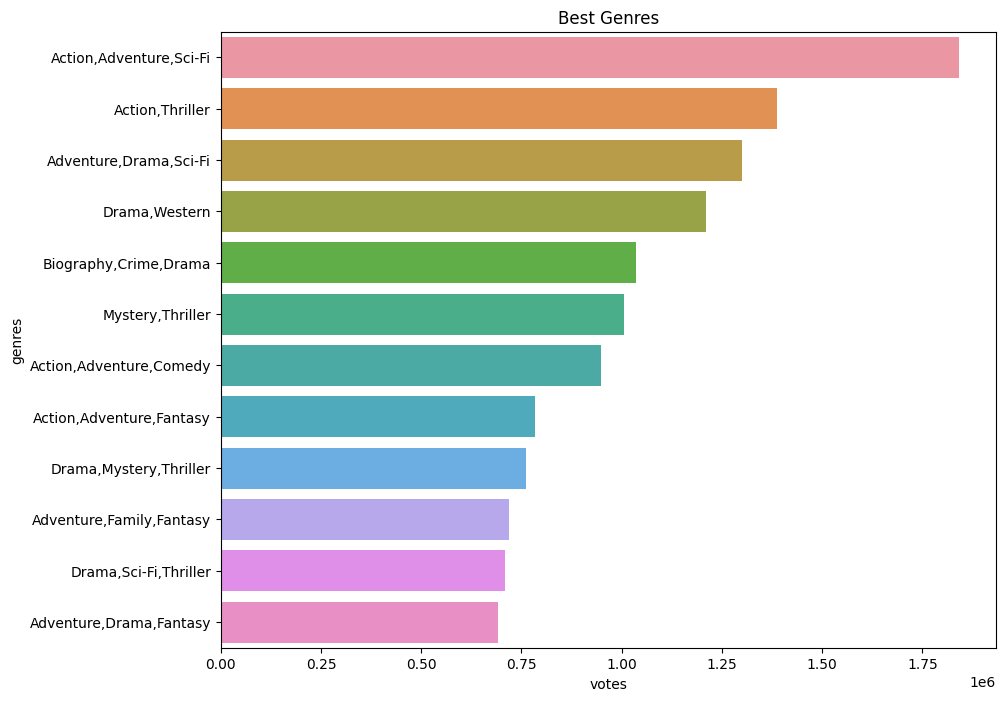 Best Genres
genres
Action,Adventure,Sci-Fi
Action,Thriller
Adventure,Drama,Sci-Fi
Drama,Western
Biography,Crime,Drama
Mystery,Thriller
Action,Adventure,Comedy
Action,Adventure,Fantasy
Drama,Mystery,Thriller
Adventure,Family,Fantasy
Drama,Sci-Fi,Thriller
Adventure,Drama,Fantasy
0.00 0.25 0.50 0.75 1.00 1.25 1.50 1.75
1e6
votes